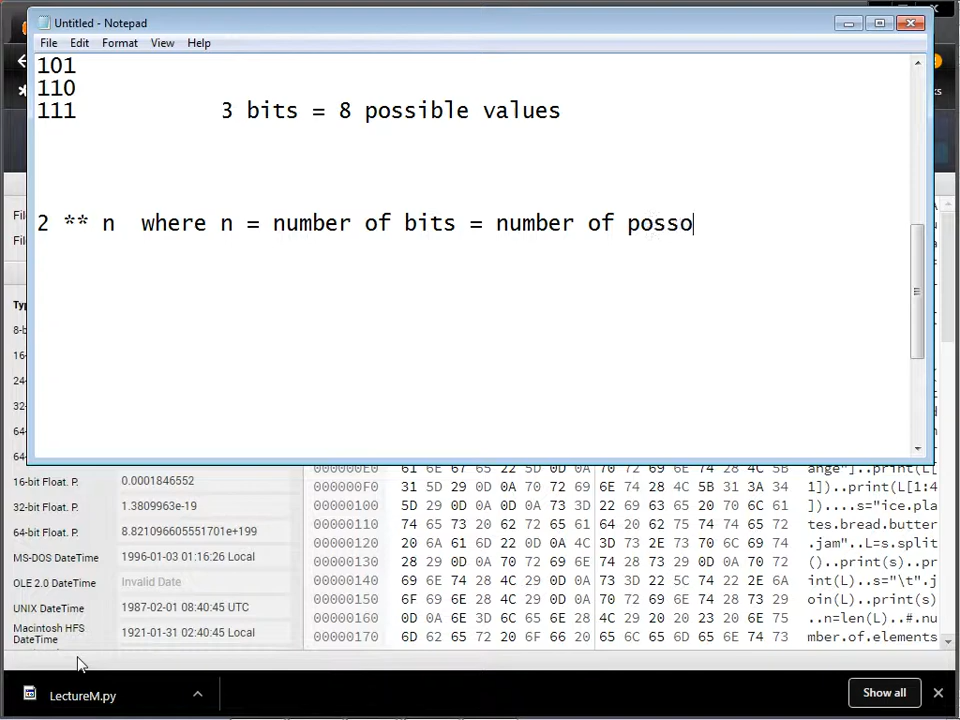 Untitled - Notepad
File Edit Format View Help
101
110
111 3 bits = 8 possible values
2 ** n where n = number of bits = number of posso
Fil
Fil
Typ
8-b
16-
24-
32-
64-
64-
16-bit Float. P. 0.0001846552
32-bit Float. P. 1.3809963e-19
64-bit Float. P. 8.821096605551701e+199
MS-DOS DateTime 1996-01-03 01:16:26 Local
OLE 2.0 DateTime Invalid Date
UNIX DateTime 1987-02-01 08:40:45 UTC
Macintosh HFS DateTime 1921-01-31 02:40:45 Local
000000E0 61 6E 67 65 22 5D 0D 0A 70 72 69 6E 74 28 4C 5B ange"]..print(L[
000000F0 31 5D 29 0D 0A 70 72 69 6E 74 28 4C 5B 31 3A 34 1])..print(L[1:4
00000100 5D 29 0D 0A 0D 0A 73 3D 22 69 63 65 20 70 6C 61 ])....s="ice.pla
00000110 74 65 73 20 62 72 65 61 64 20 62 75 74 74 65 72 tes.bread.butter
00000120 20 6A 61 6D 22 0D 0A 4C 3D 73 2E 73 70 6C 69 74 .jam"..L=s.split
00000130 28 29 0D 0A 70 72 69 6E 74 28 73 29 0D 0A 70 72 ()..print(s)..pr
00000140 69 6E 74 28 4C 29 0D 0A 73 3D 22 5C 74 22 2E 6A int(L)..s="\t".j
00000150 6F 69 6E 28 4C 29 0D 0A 70 72 69 6E 74 28 73 29 oin(L)..print(s)
00000160 0D 0A 6E 3D 6C 65 6E 28 4C 29 20 20 23 20 6E 75 ..n=len(L)..#.nu
00000170 6D 62 65 72 20 6F 66 20 65 6C 65 6D 65 6E 74 73 mber.of.elements
LectureM.py
Show all